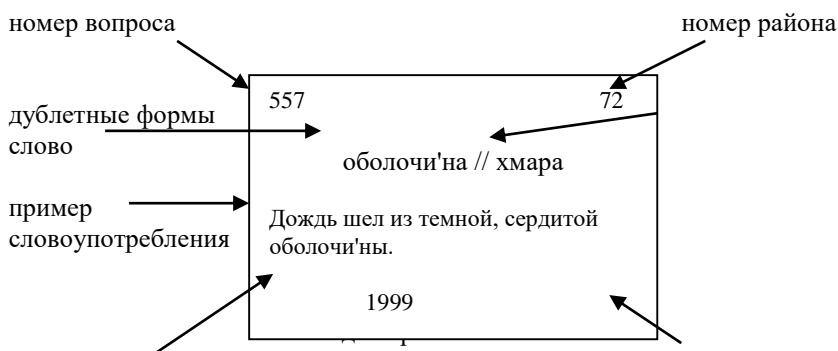 номер вопроса
номер района
557
72
дублетные формы
слово
оболочи'на // хмара
пример
словоупотребления
Дождь шел из темной, сердитой
оболочи'ны.
1999